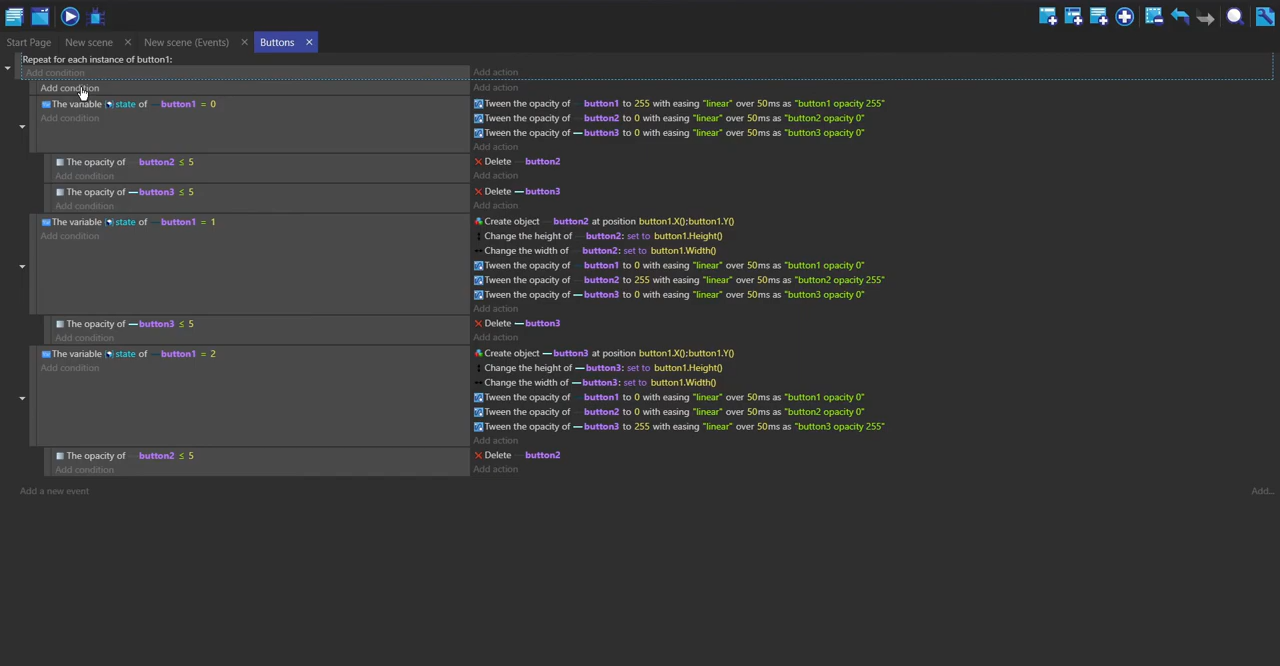 Start Page New scene New scene (Events) Buttons
Repeat for each instance of button1:
Add condition Add action
Add condition Add action
The variable state of button1 = 0 Tween the opacity of button1 to 255 with easing "linear" over 50ms as "button1 opacity 255"
Add condition Tween the opacity of button2 to 0 with easing "linear" over 50ms as "button2 opacity 0"
Tween the opacity of button3 to 0 with easing "linear" over 50ms as "button3 opacity 0"
Add action
The opacity of button2 ≤ 5 Delete button2
Add condition Add action
The opacity of button3 ≤ 5 Delete button3
Add condition Add action
The variable state of button1 = 1 Create object button2 at position button1.X();button1.Y()
Add condition Change the height of button2: set to button1.Height()
Change the width of button2: set to button1.Width()
Tween the opacity of button1 to 0 with easing "linear" over 50ms as "button1 opacity 0"
Tween the opacity of button2 to 255 with easing "linear" over 50ms as "button2 opacity 255"
Tween the opacity of button3 to 0 with easing "linear" over 50ms as "button3 opacity 0"
Add action
The opacity of button3 ≤ 5 Delete button3
Add condition Add action
The variable state of button1 = 2 Create object button3 at position button1.X();button1.Y()
Add condition Change the height of button3: set to button1.Height()
Change the width of button3: set to button1.Width()
Tween the opacity of button1 to 0 with easing "linear" over 50ms as "button1 opacity 0"
Tween the opacity of button2 to 0 with easing "linear" over 50ms as "button2 opacity 0"
Tween the opacity of button3 to 255 with easing "linear" over 50ms as "button3 opacity 255"
Add action
The opacity of button2 ≤ 5 Delete button2
Add condition Add action
Add a new event Add...